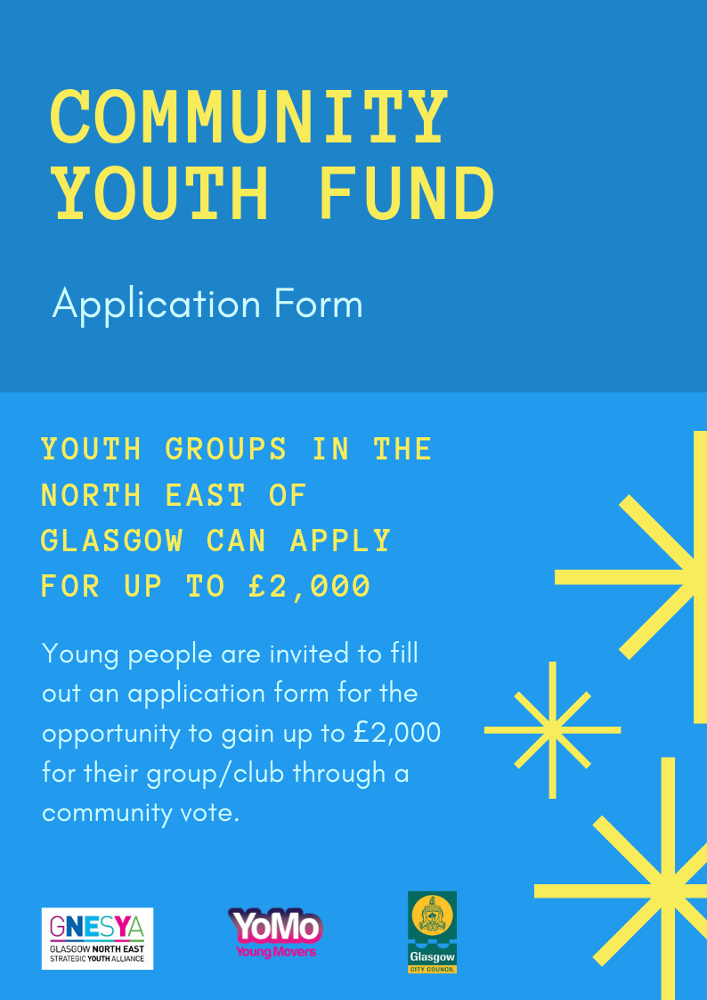 COMMUNITY
YOUTH FUND
Application Form
YOUTH GROUPS IN THE
NORTH EAST OF
GLASGOW CAN APPLY
FOR UP TO £2,000
Young people are invited to fill
out an application form for the
opportunity to gain up to £2,000
for their group/club through a
community vote.
GNESYA
GLASGOW NORTH EAST
STRATEGIC YOUTH ALLIANCE
YoMo
Young Movers
Glasgow
CITY COUNCIL